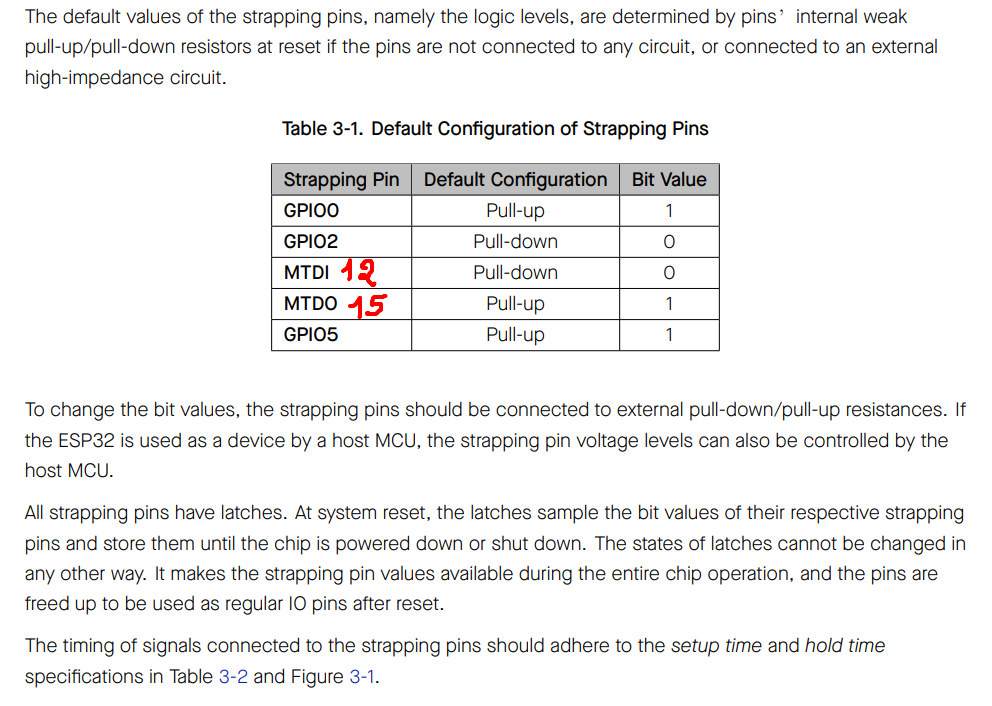 The default values of the strapping pins, namely the logic levels, are determined by pins’ internal weak
pull-up/pull-down resistors at reset if the pins are not connected to any circuit, or connected to an external
high-impedance circuit.
Table 3-1. Default Configuration of Strapping Pins
Strapping Pin Default Configuration Bit Value
GPIO0 Pull-up 1
GPIO2 Pull-down 0
MTDI 12 Pull-down 0
MTDO 15 Pull-up 1
GPIO5 Pull-up 1
To change the bit values, the strapping pins should be connected to external pull-down/pull-up resistances. If
the ESP32 is used as a device by a host MCU, the strapping pin voltage levels can also be controlled by the
host MCU.
All strapping pins have latches. At system reset, the latches sample the bit values of their respective strapping
pins and store them until the chip is powered down or shut down. The states of latches cannot be changed in
any other way. It makes the strapping pin values available during the entire chip operation, and the pins are
freed up to be used as regular IO pins after reset.
The timing of signals connected to the strapping pins should adhere to the setup time and hold time
specifications in Table 3-2 and Figure 3-1.